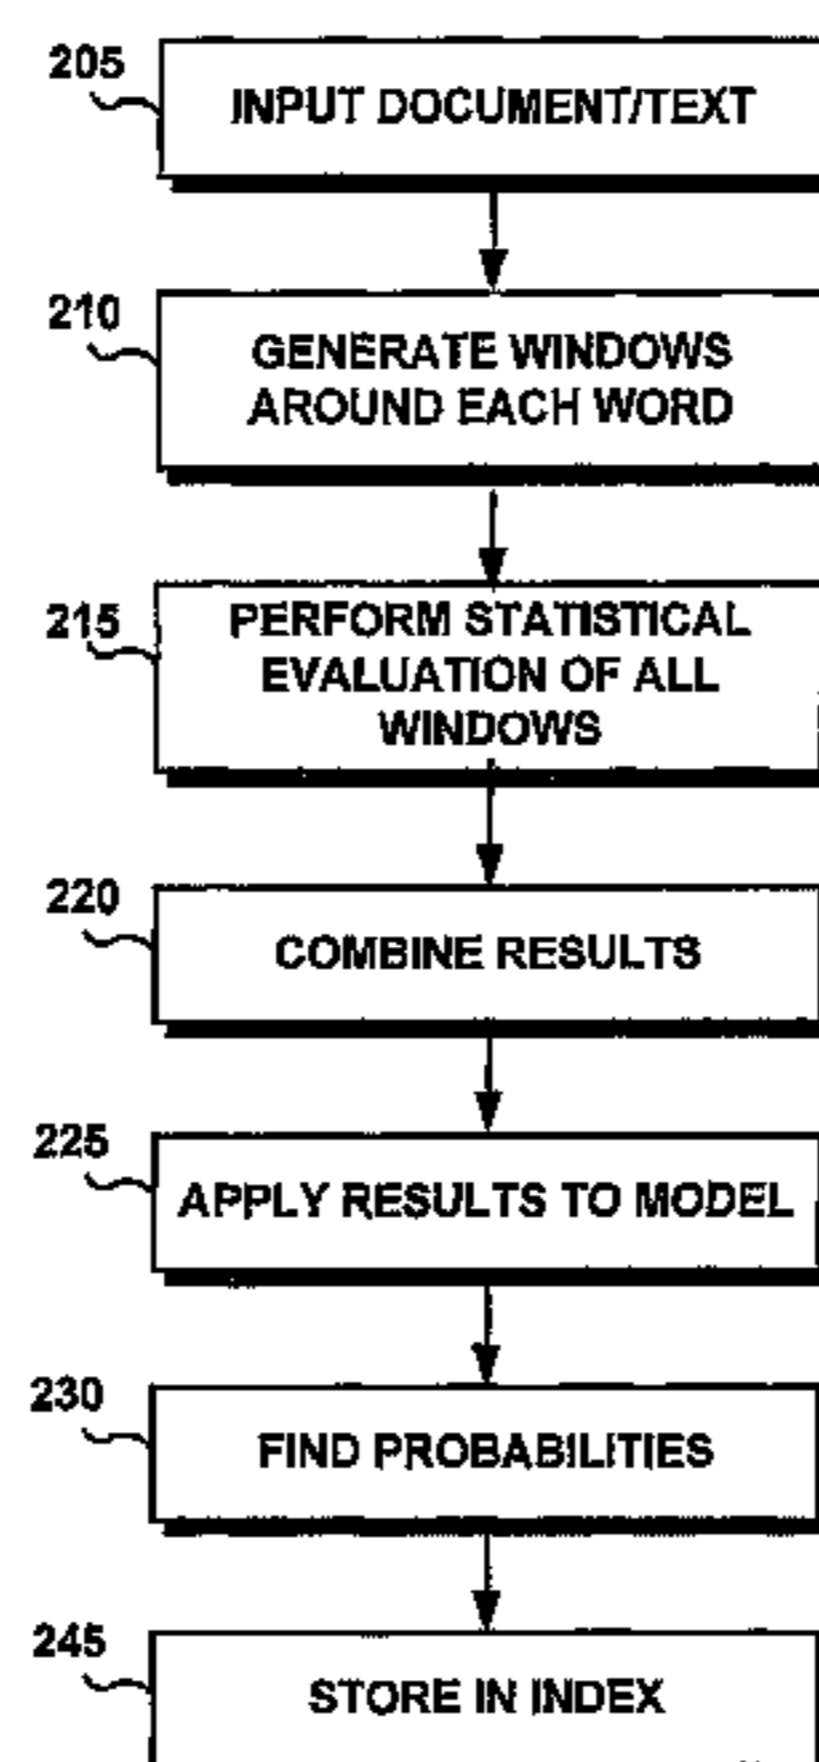 205
INPUT DOCUMENT/TEXT
210
GENERATE WINDOWS
AROUND EACH WORD
215
PERFORM STATISTICAL
EVALUATION OF ALL
WINDOWS
220
COMBINE RESULTS
225
APPLY RESULTS TO MODEL
230
FIND PROBABILITIES
245
STORE IN INDEX